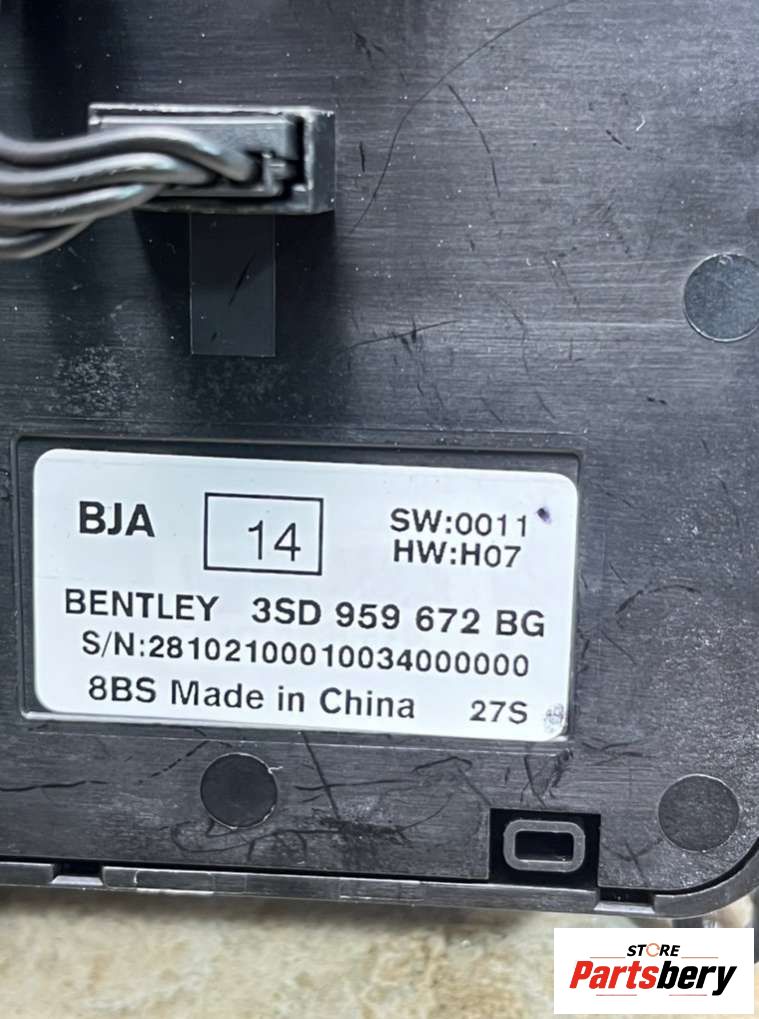 BJA 14 SW:0011
HW:H07
BENTLEY 3SD 959 672 BG
S/N:28102100010034000000
8BS Made in China 27S
STORE
Partsbery